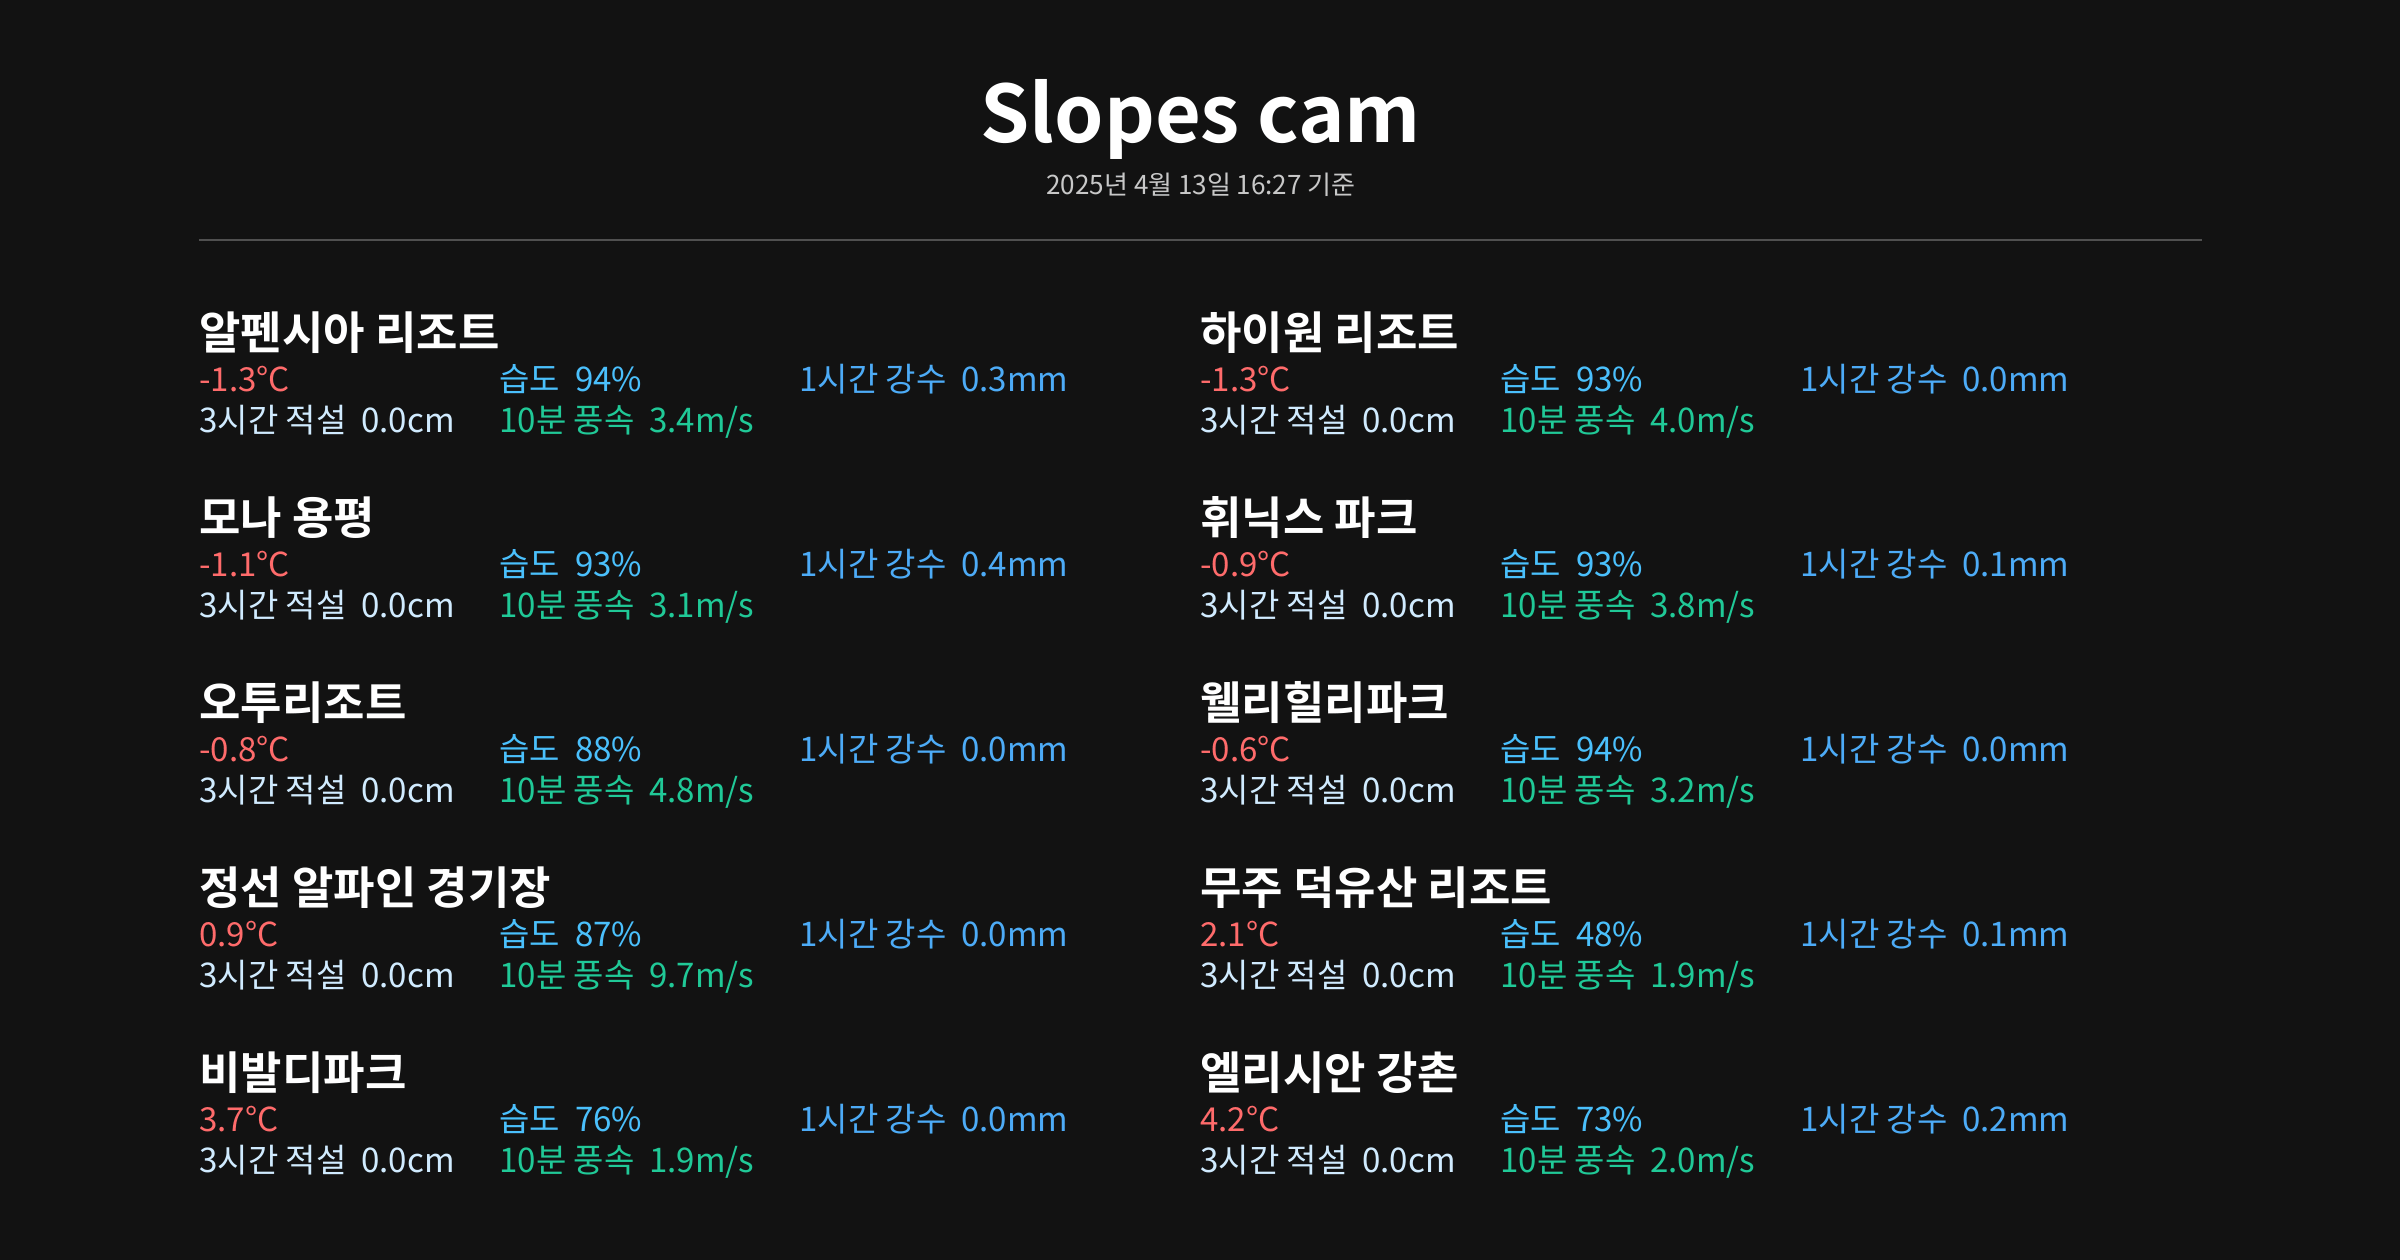 Slopes cam
2025년 4월 13일 16:27 기준
알펜시아 리조트
-1.3°C 습도 94% 1시간 강수 0.3mm
3시간 적설 0.0cm 10분 풍속 3.4m/s
하이원 리조트
-1.3°C 습도 93% 1시간 강수 0.0mm
3시간 적설 0.0cm 10분 풍속 4.0m/s
모나 용평
-1.1°C 습도 93% 1시간 강수 0.4mm
3시간 적설 0.0cm 10분 풍속 3.1m/s
휘닉스 파크
-0.9°C 습도 93% 1시간 강수 0.1mm
3시간 적설 0.0cm 10분 풍속 3.8m/s
오투리조트
-0.8°C 습도 88% 1시간 강수 0.0mm
3시간 적설 0.0cm 10분 풍속 4.8m/s
웰리힐리파크
-0.6°C 습도 94% 1시간 강수 0.0mm
3시간 적설 0.0cm 10분 풍속 3.2m/s
정선 알파인 경기장
0.9°C 습도 87% 1시간 강수 0.0mm
3시간 적설 0.0cm 10분 풍속 9.7m/s
무주 덕유산 리조트
2.1°C 습도 48% 1시간 강수 0.1mm
3시간 적설 0.0cm 10분 풍속 1.9m/s
비발디파크
3.7°C 습도 76% 1시간 강수 0.0mm
3시간 적설 0.0cm 10분 풍속 1.9m/s
엘리시안 강촌
4.2°C 습도 73% 1시간 강수 0.2mm
3시간 적설 0.0cm 10분 풍속 2.0m/s